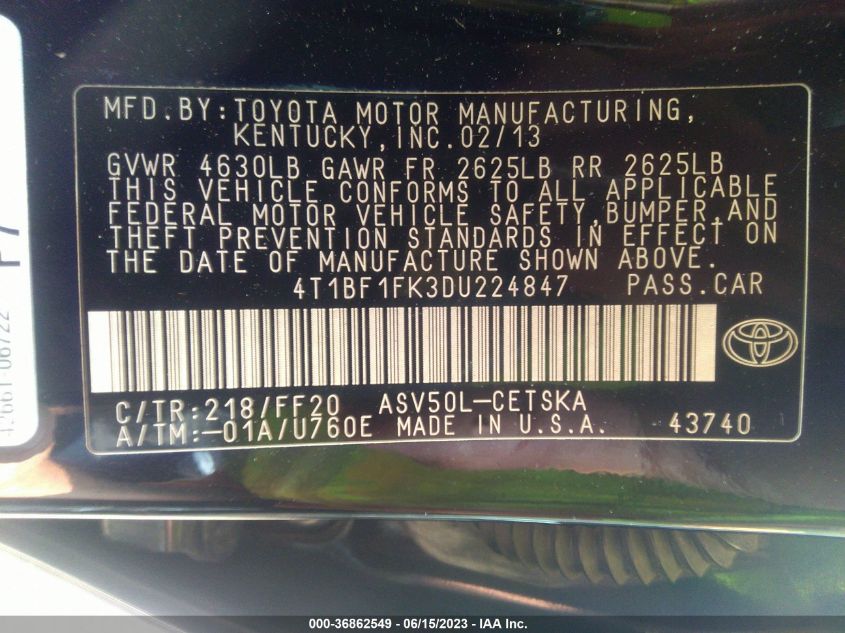 MFD.BY:TOYOTA MOTOR MANUFACTURING,
KENTUCKY,INC.02/13
GVWR 4630LB GAWR FR 2625LB RR 2625LB
THIS VEHICLE CONFORMS TO ALL APPLICABLE
FEDERAL MOTOR VEHICLE SAFETY,BUMPER,AND
THEFT PREVENTION STANDARDS IN EFFECT ON
THE DATE OF MANUFACTURE SHOWN ABOVE.
4T1BF1FK3DU224847 PASS.CAR
C/TR:218/FF20 ASV50L-CETSKA
A/TM:-01A/U760E MADE IN U.S.A. 43740
000-36862549 - 06/15/2023 - IAA Inc.